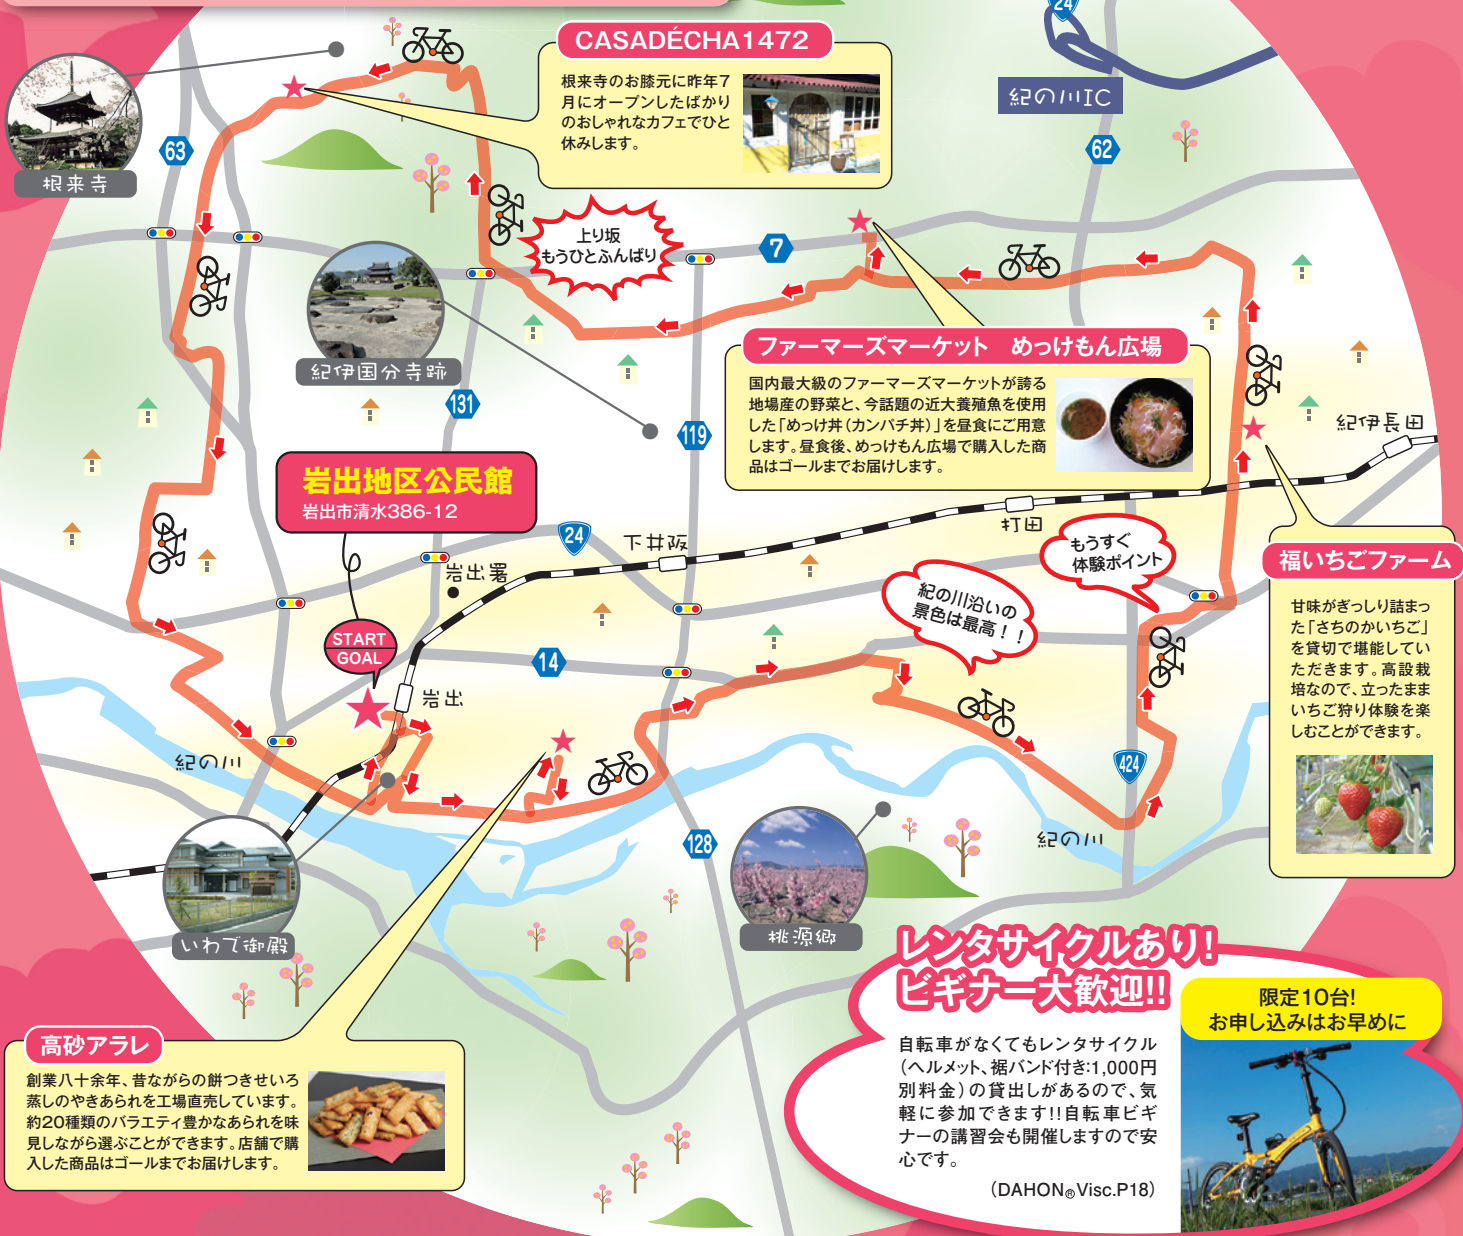 24
CASADÉCHA1472
根来寺のお膝元に昨年7
月にオープンしたばかり
のおしゃれなカフェでひと
休みします。
紀の川IC
63
62
根来寺
上り坂
もうひとふんばり
7
紀伊国分寺跡
131
119
ファーマーズマーケット　めっけもん広場
国内最大級のファーマーズマーケットが誇る
地場産の野菜と、今話題の近大養殖魚を使用
した「めっけ丼（カンパチ丼）」を昼食にご用意
します。昼食後、めっけもん広場で購入した商
品はゴールまでお届けします。
紀伊長田
岩出地区公民館
岩出市清水386-12
24
下井阪
打田
岩出署
もうすぐ
体験ポイント
紀の川沿いの
景色は最高！！
福いちごファーム
甘味がぎっしり詰まっ
た「さちのかいちご」
を貸切で堪能してい
ただきます。高設栽
培なので、立ったまま
いちご狩り体験を楽
しむことができます。
START
GOAL
14
岩出
紀の川
424
紀の川
128
いわで御殿
桃源郷
高砂アラレ
創業八十余年、昔ながらの餅つきせいろ
蒸しのやきあられを工場直売しています。
約20種類のバラエティ豊かなあられを味
見しながら選ぶことができます。店舗で購
入した商品はゴールまでお届けします。
レンタサイクルあり!
ビギナー大歓迎!!
限定10台!
お申し込みはお早めに
自転車がなくてもレンタサイクル
（ヘルメット、裾バンド付き:1,000円
別料金）の貸出しがあるので、気
軽に参加できます!!自転車ビギ
ナーの講習会も開催しますので安
心です。
（DAHON®Visc.P18）